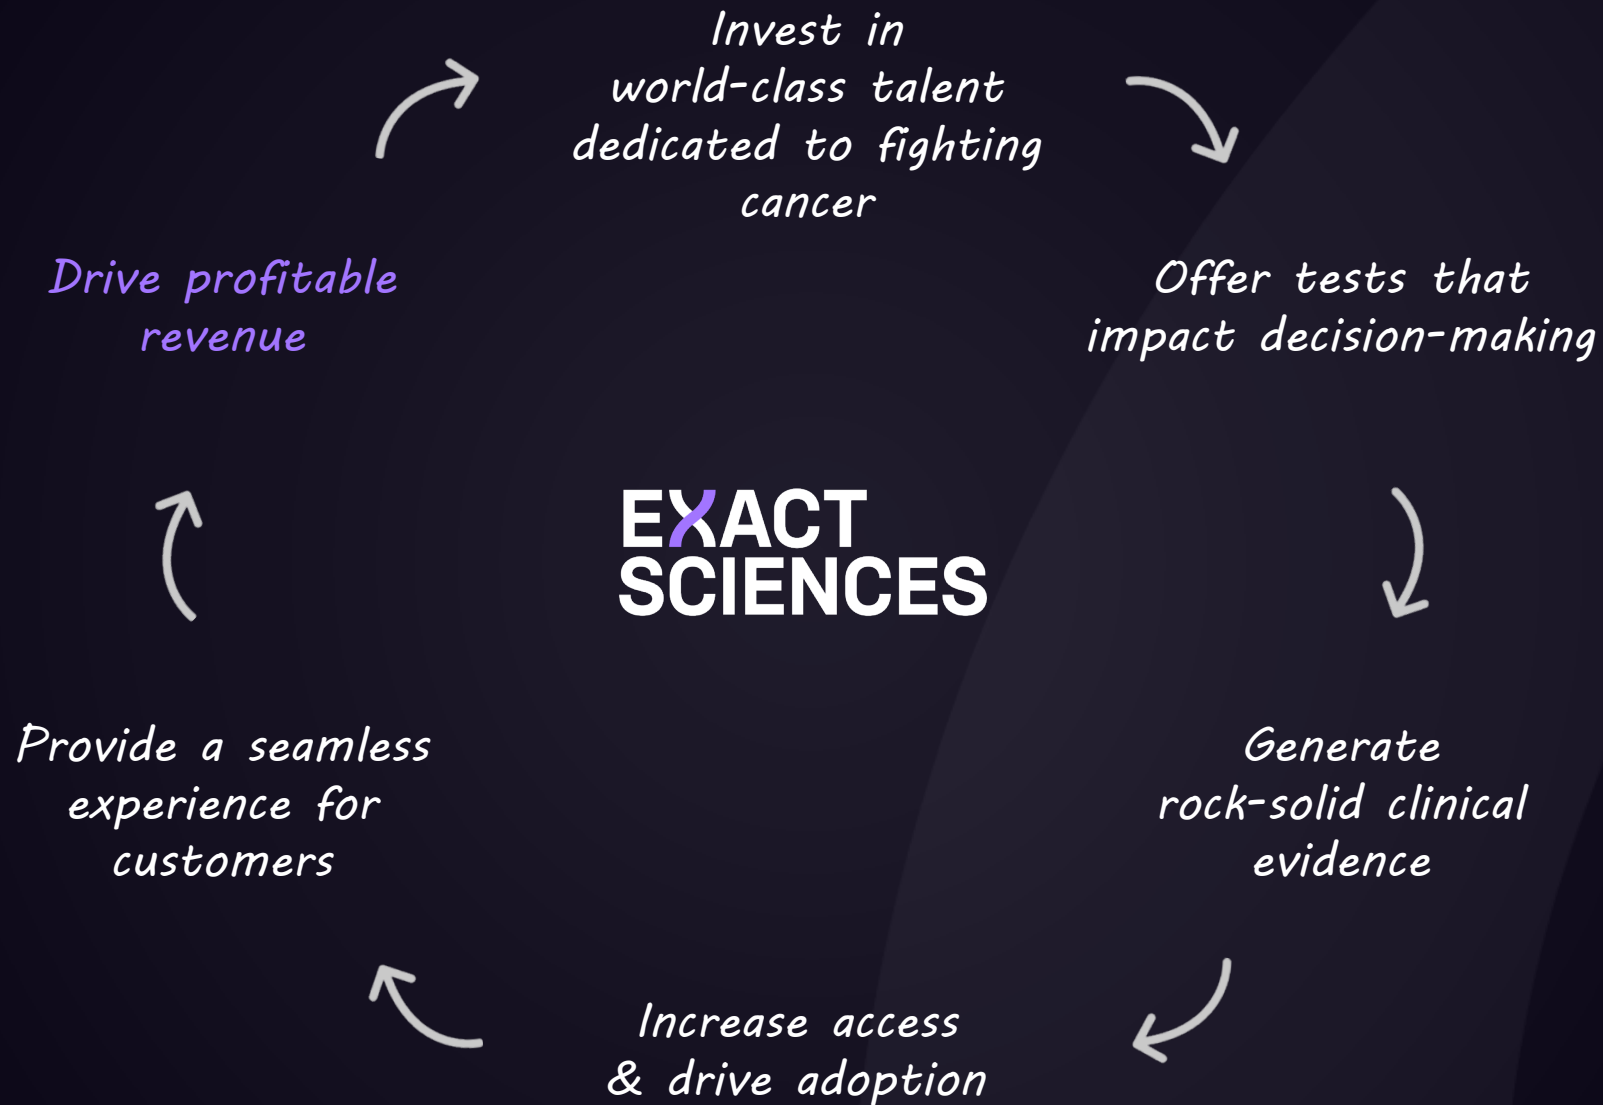 Invest in
world-class talent
dedicated to fighting
cancer
Offer tests that
impact decision-making
Generate
rock-solid clinical
evidence
Increase access
& drive adoption
Provide a seamless
experience for
customers
Drive profitable
revenue
EXACT
SCIENCES